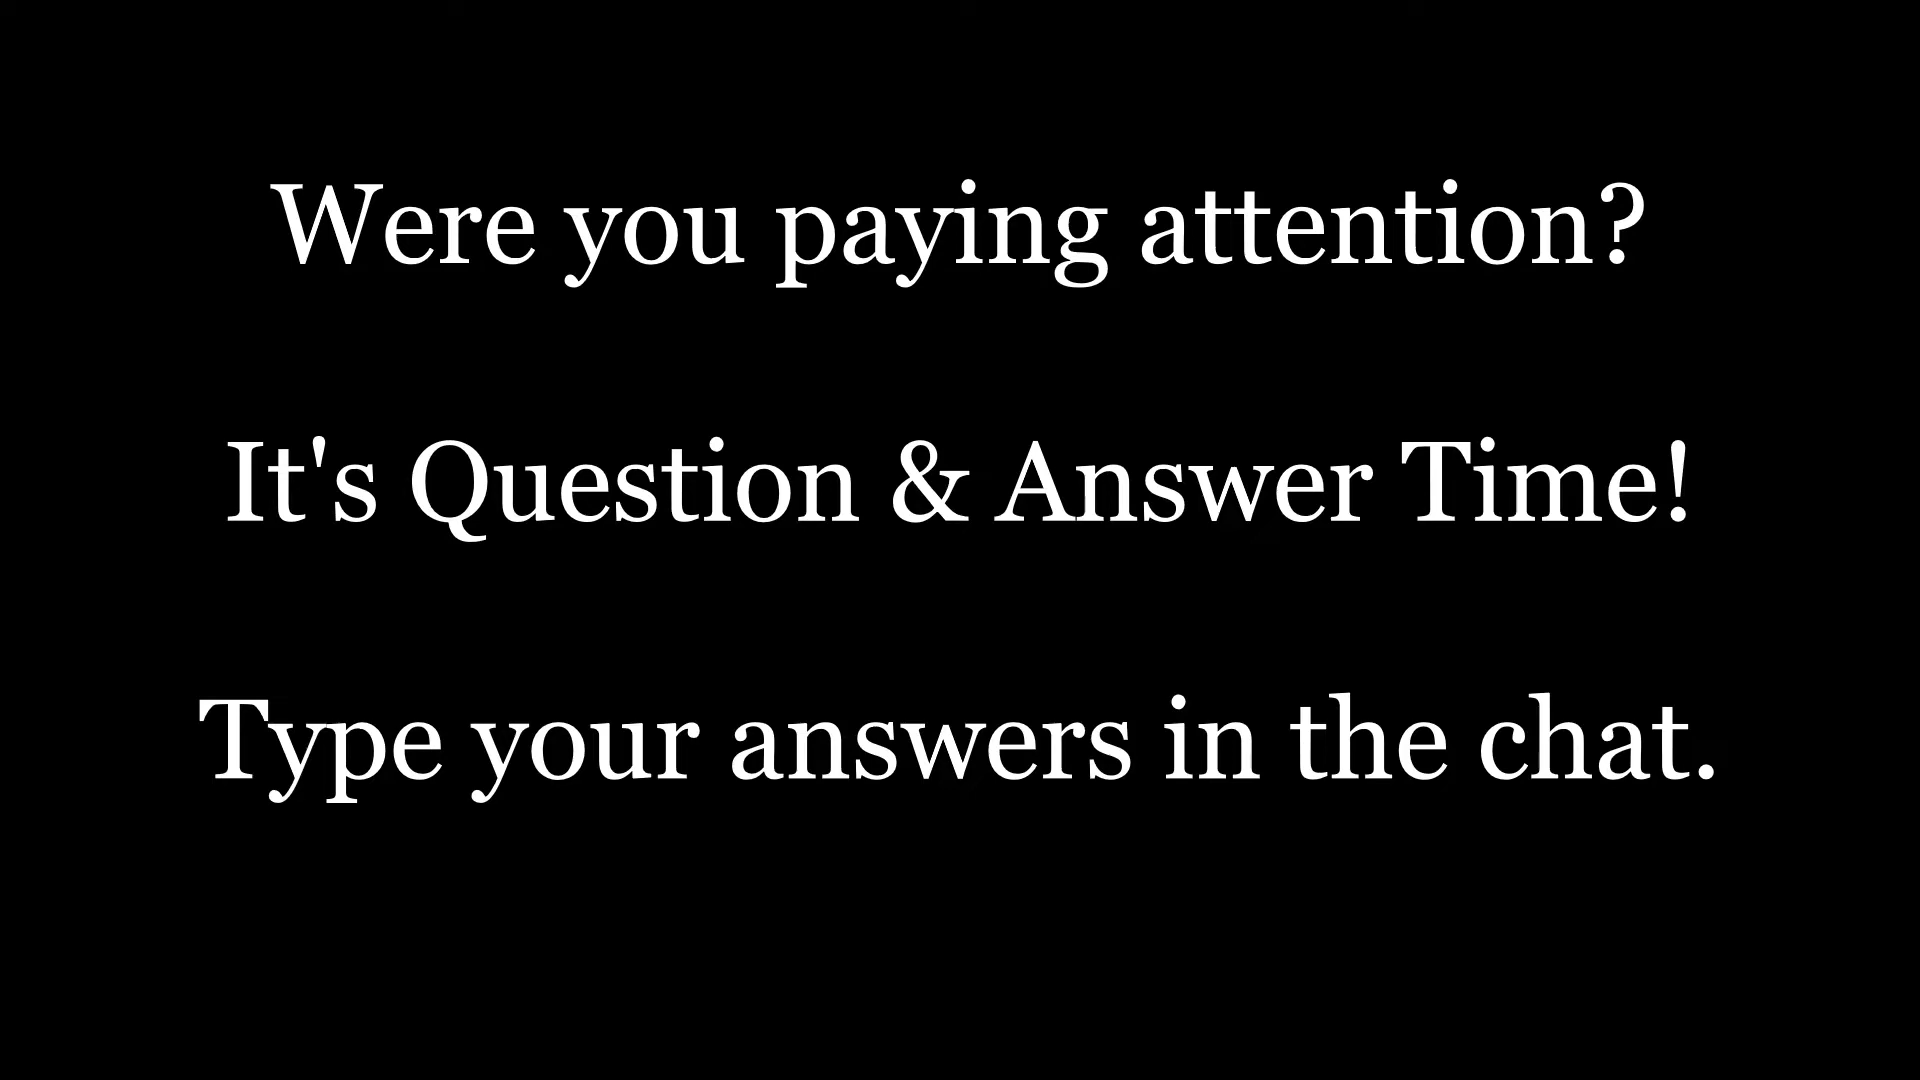 Were you paying attention?
It's Question & Answer Time!
Type your answers in the chat.